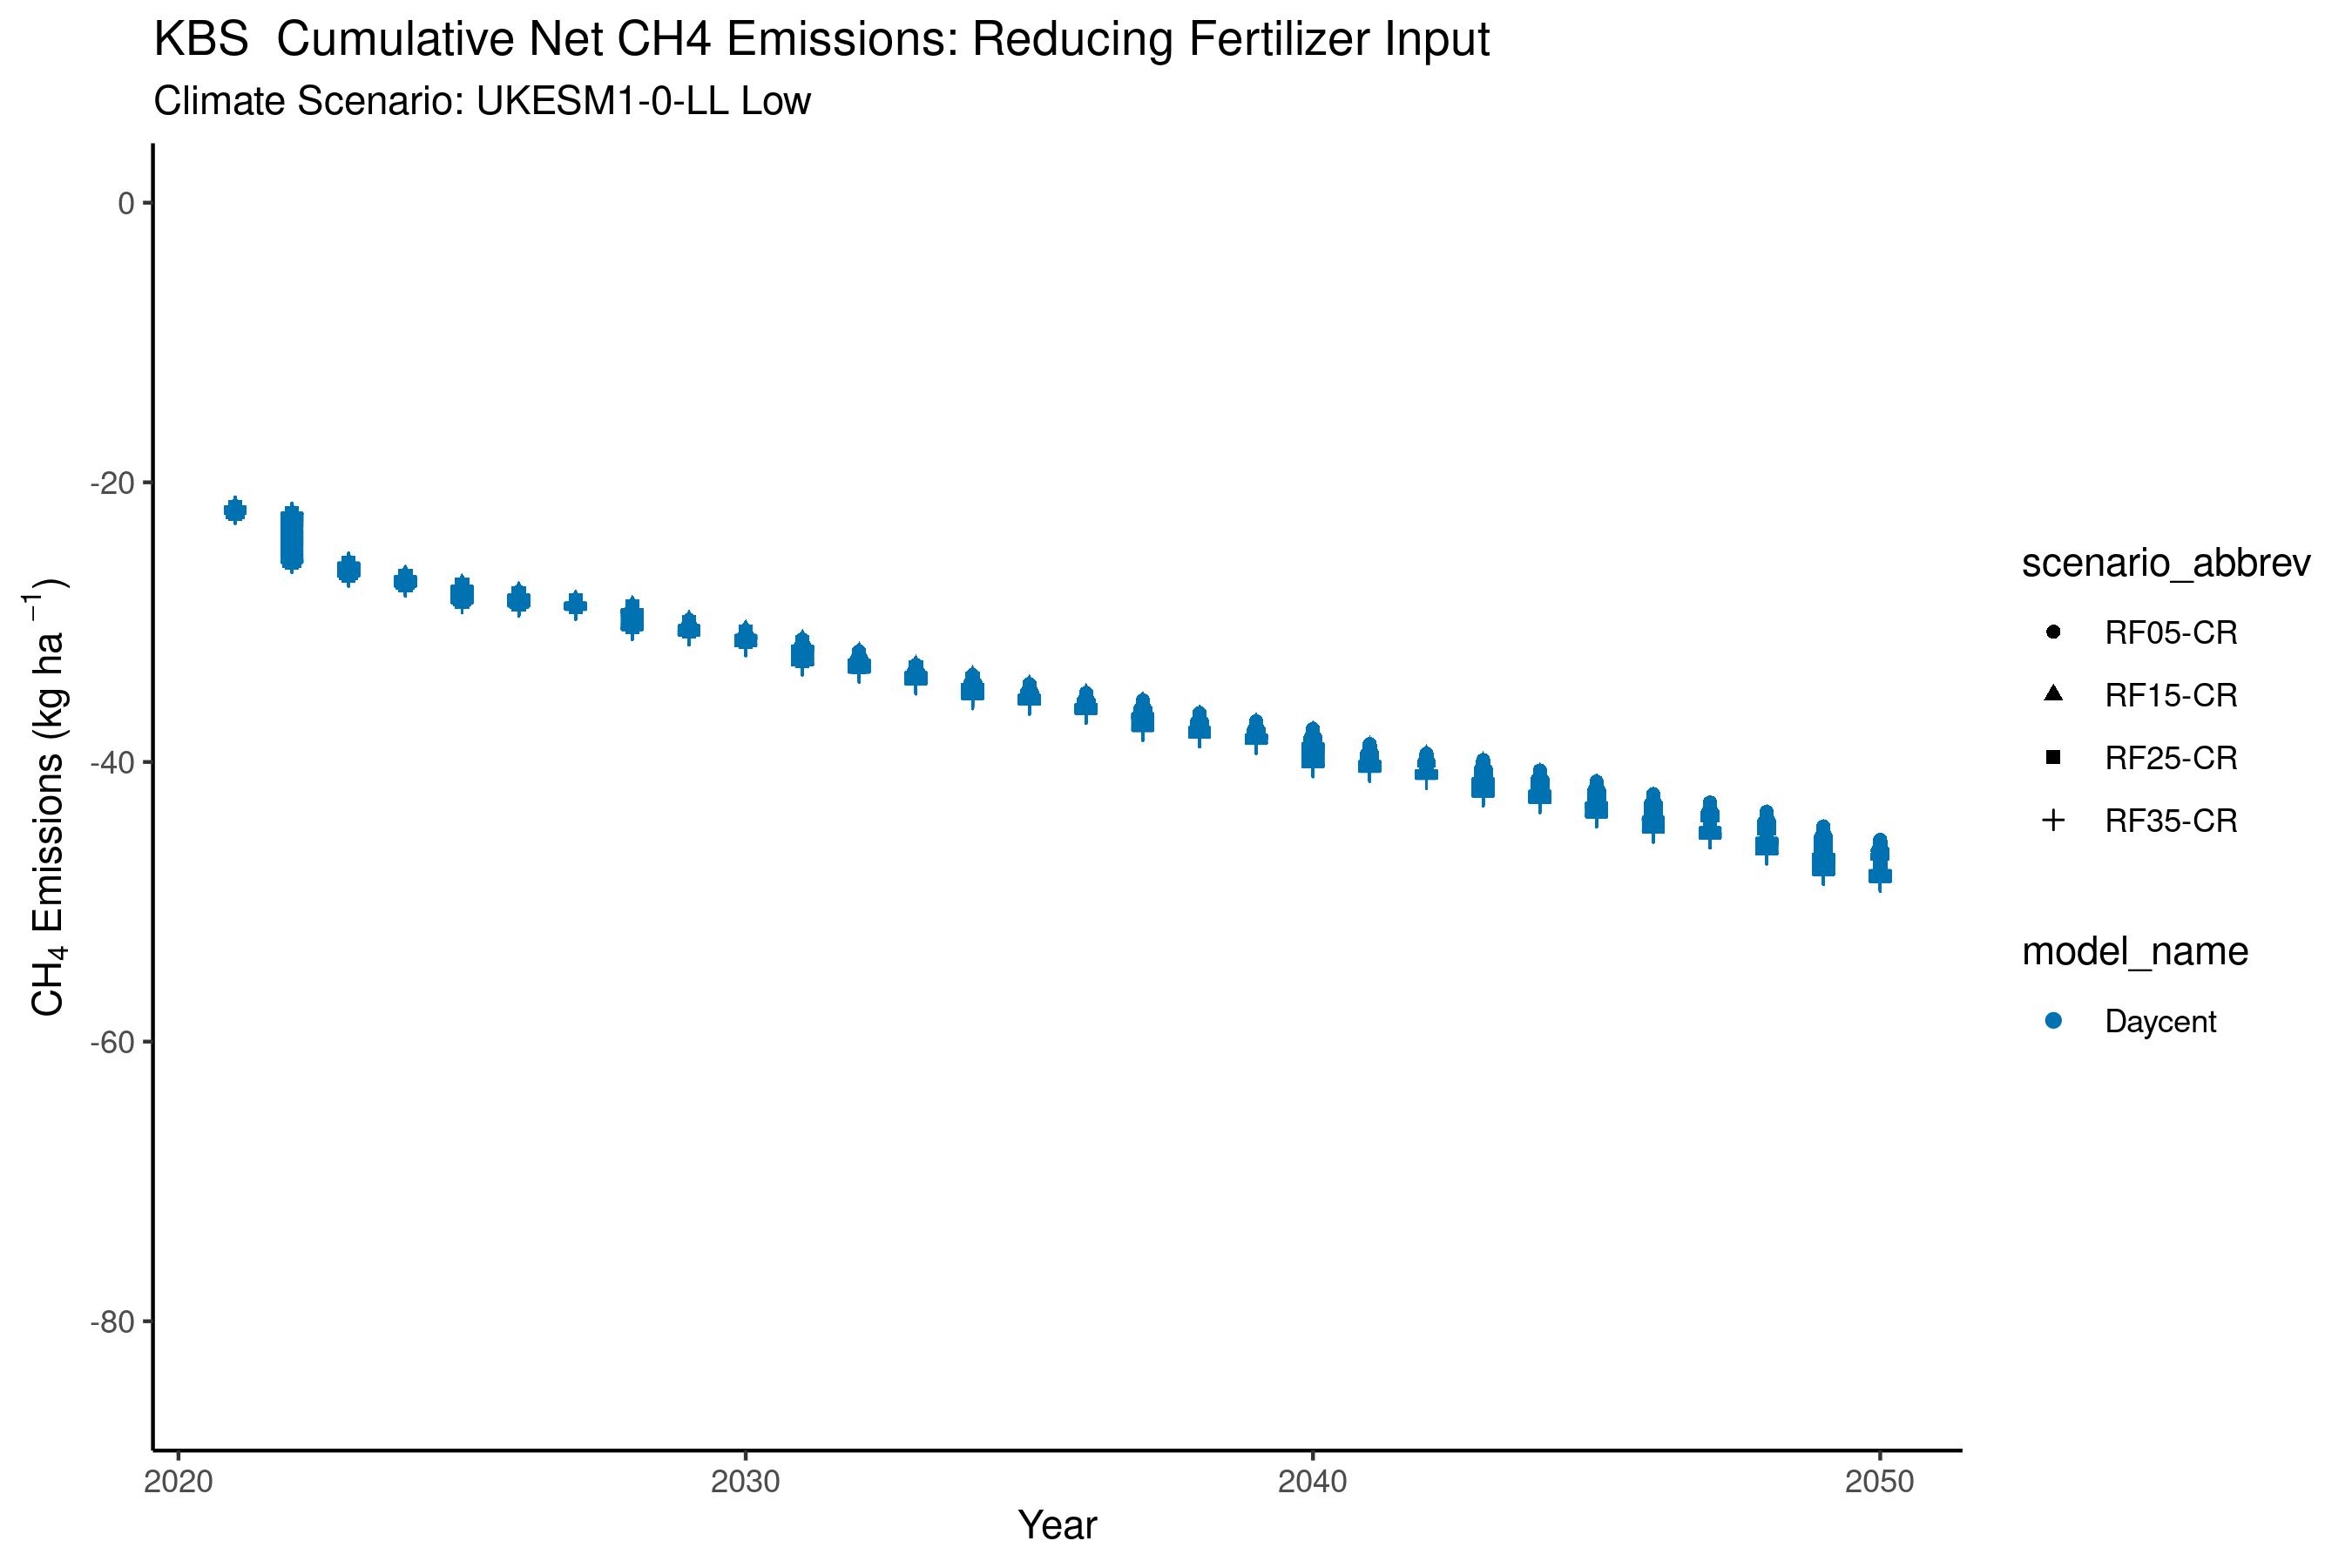 KBS  Cumulative Net CH4 Emissions: Reducing Fertilizer Input
Climate Scenario: UKESM1-0-LL Low
CH₄ Emissions (kg ha ⁻¹)
0
-20
-40
-60
-80
2020 2030 2040 2050
Year
scenario_abbrev
RF05-CR
RF15-CR
RF25-CR
RF35-CR
model_name
Daycent